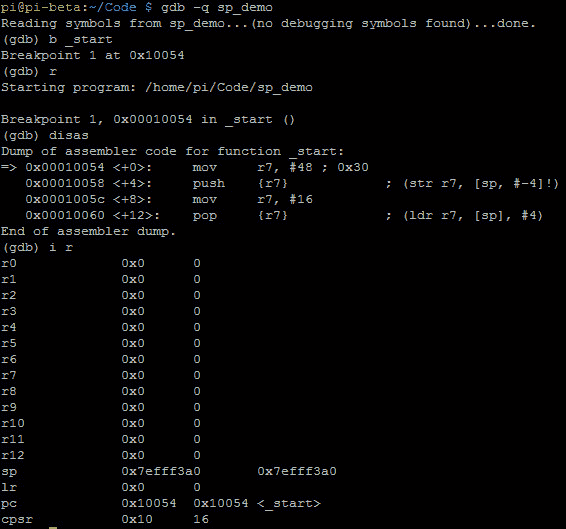 pi@pi-beta:~/Code $ gdb -q sp_demo
Reading symbols from sp_demo...(no debugging symbols found)...done.
(gdb) b _start
Breakpoint 1 at 0x10054
(gdb) r
Starting program: /home/pi/Code/sp_demo

Breakpoint 1, 0x00010054 in _start ()
(gdb) disas
Dump of assembler code for function _start:
=> 0x00010054 <+0>:     mov     r7, #48 ; 0x30
   0x00010058 <+4>:     push    {r7}            ; (str r7, [sp, #-4]!)
   0x0001005c <+8>:     mov     r7, #16
   0x00010060 <+12>:    pop     {r7}            ; (ldr r7, [sp], #4)
End of assembler dump.
(gdb) i r
r0             0x0      0
r1             0x0      0
r2             0x0      0
r3             0x0      0
r4             0x0      0
r5             0x0      0
r6             0x0      0
r7             0x0      0
r8             0x0      0
r9             0x0      0
r10            0x0      0
r11            0x0      0
r12            0x0      0
sp             0x7efff3a0       0x7efff3a0
lr             0x0      0
pc             0x10054  0x10054 <_start>
cpsr           0x10     16